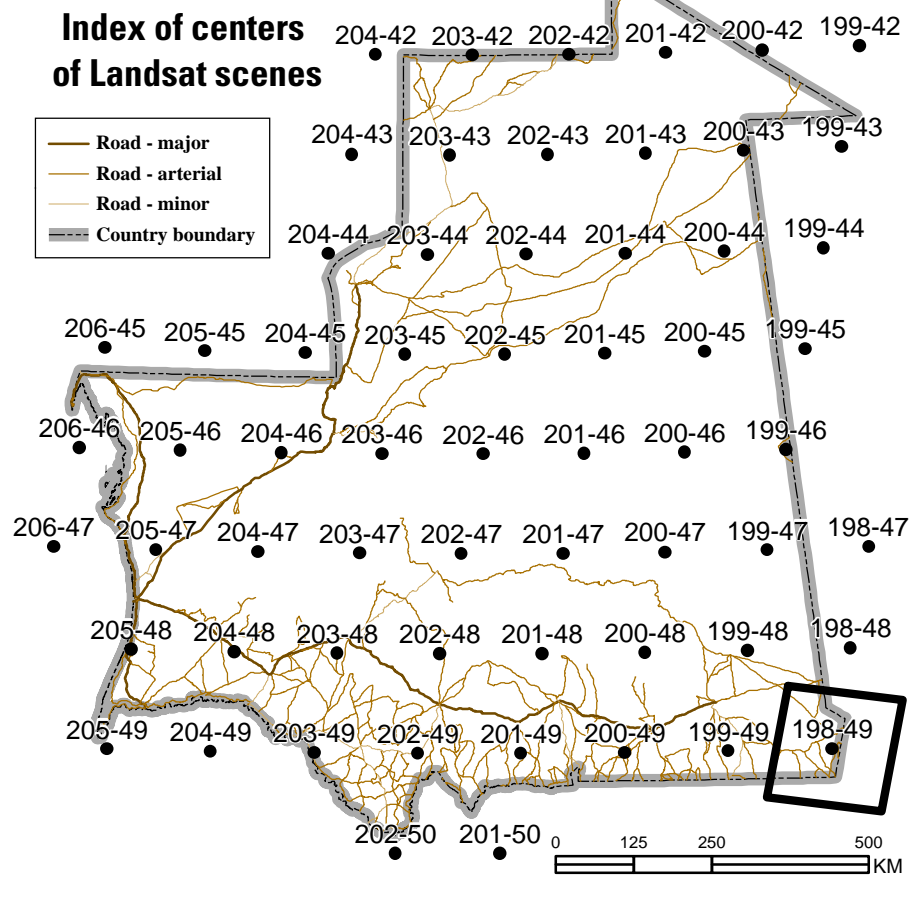 Index of centers
of Landsat scenes
204-42 203-42 202-42 201-42 200-42 199-42
Road - major
Road - arterial
Road - minor
Country boundary
204-43 203-43 202-43 201-43 200-43 199-43
204-44 203-44 202-44 201-44 200-44 199-44
206-45 205-45 204-45 203-45 202-45 201-45 200-45 199-45
206-46 205-46 204-46 203-46 202-46 201-46 200-46 199-46
206-47 205-47 204-47 203-47 202-47 201-47 200-47 199-47 198-47
205-48 204-48 203-48 202-48 201-48 200-48 199-48 198-48
205-49 204-49 203-49 202-49 201-49 200-49 199-49 198-49
202-50 201-50
0 125 250 500
KM